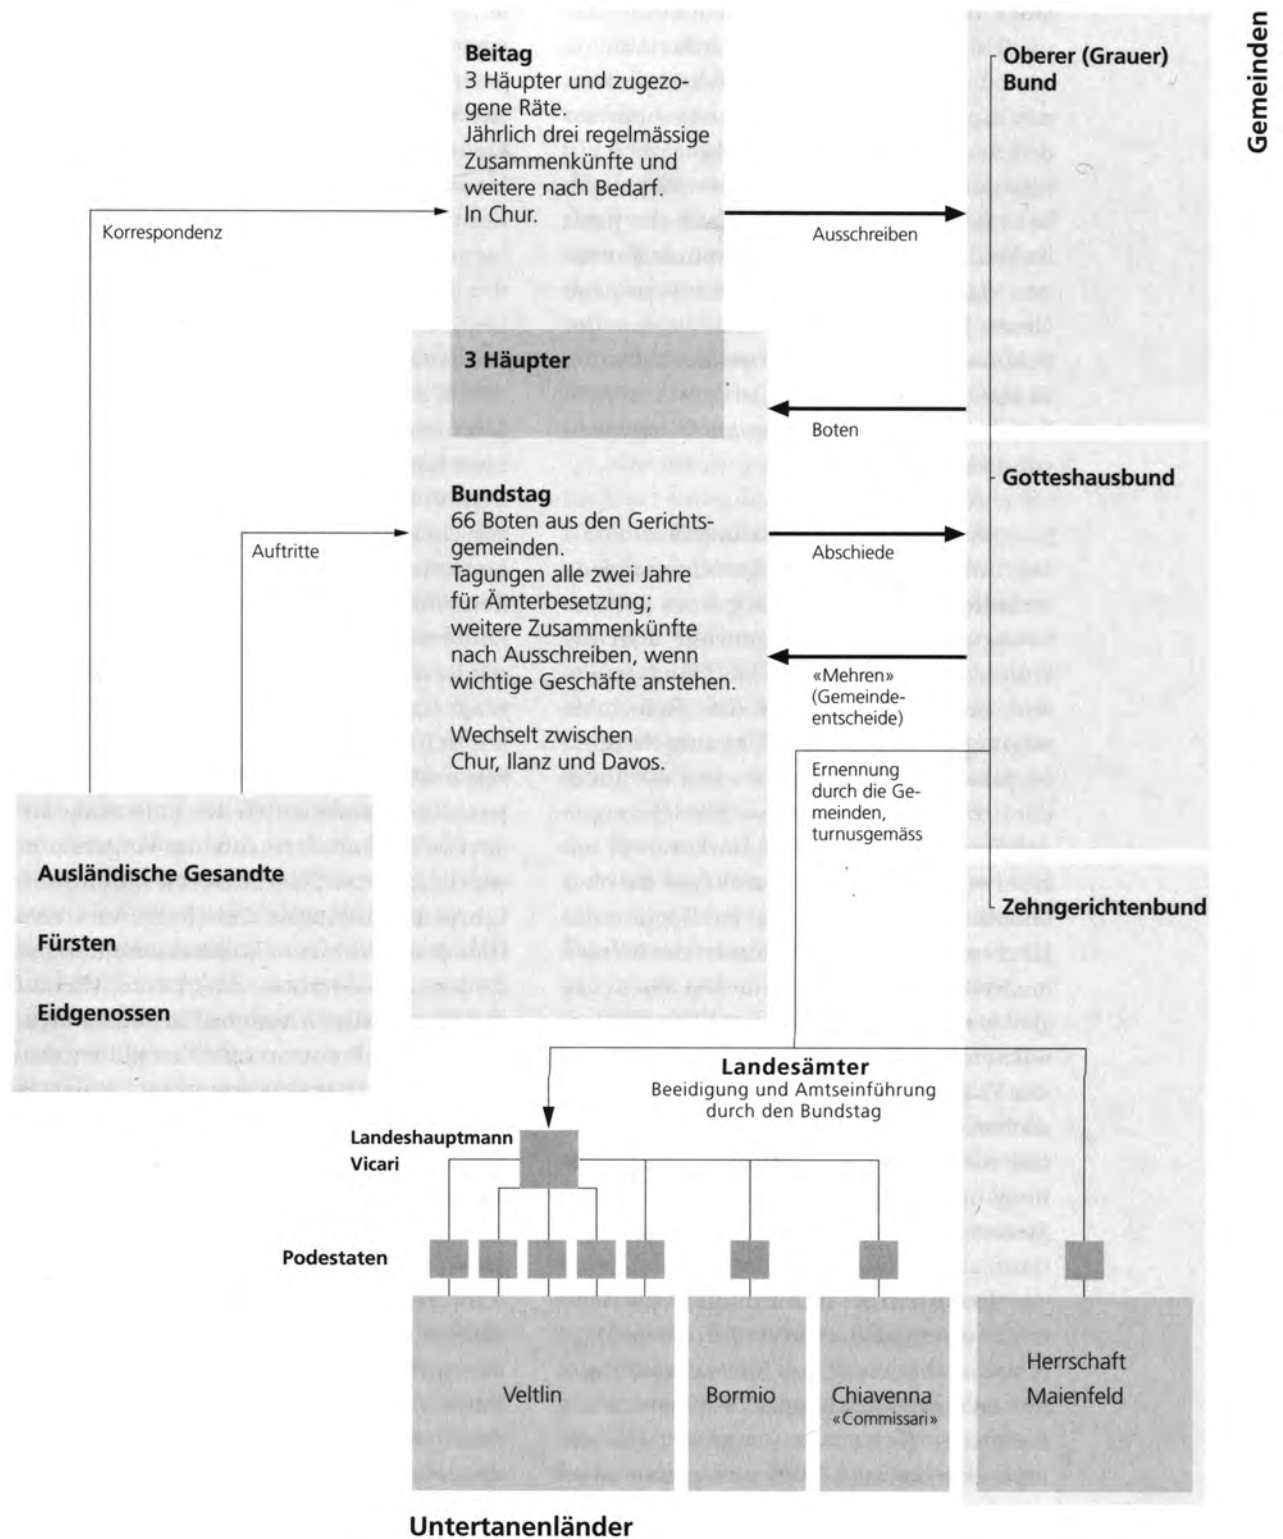 Gemeinden
Beitag
3 Häupter und zugezo-
gene Räte.
Jährlich drei regelmässige
Zusammenkünfte und
weitere nach Bedarf.
In Chur.
Oberer (Grauer)
Bund
Korrespondenz
Ausschreiben
3 Häupter
Boten
Gotteshausbund
Bundstag
66 Boten aus den Gerichts-
gemeinden.
Tagungen alle zwei Jahre
für Ämterbesetzung;
weitere Zusammenkünfte
nach Ausschreiben, wenn
wichtige Geschäfte anstehen.
Wechselt zwischen
Chur, Ilanz und Davos.
Auftritte
Abschiede
«Mehren»
(Gemeinde-
entscheide)
Ernennung
durch die Ge-
meinden,
turnusgemäss
Ausländische Gesandte
Fürsten
Eidgenossen
Zehngerichtenbund
Landesämter
Beeidigung und Amtseinführung
durch den Bundstag
Landeshauptmann
Vicari
Podestaten
Veltlin
Bormio
Chiavenna
«Commissari»
Herrschaft
Maienfeld
Untertanenländer